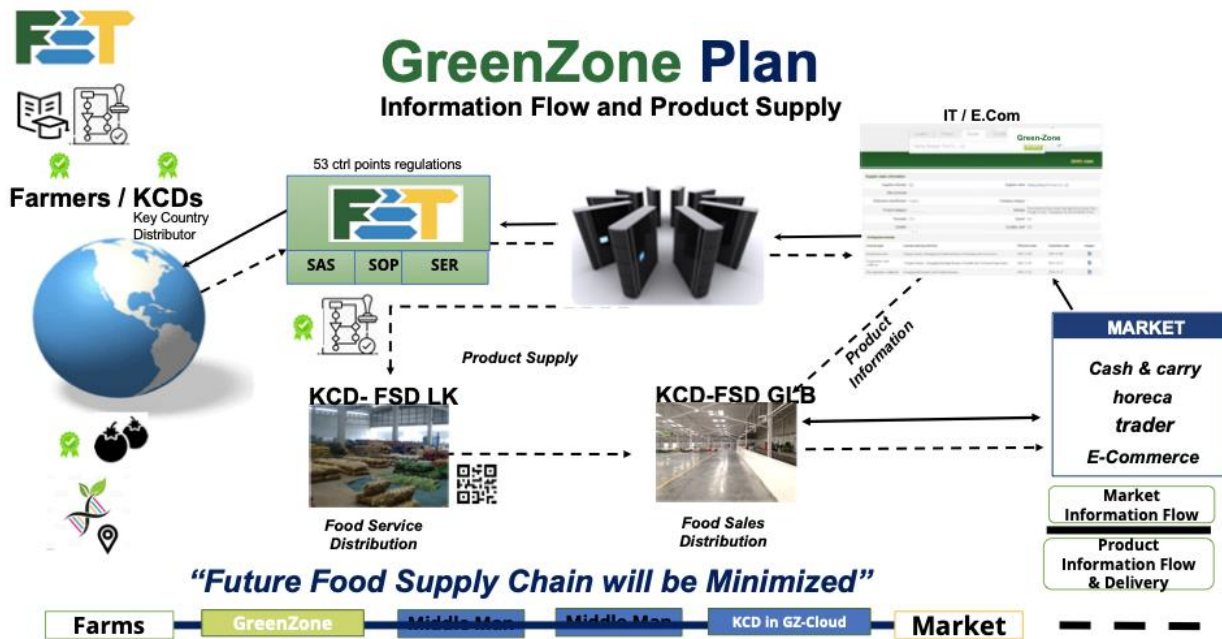 FET
GreenZone Plan
Information Flow and Product Supply
IT / E.Com
Green-Zone
53 ctrl points regulations
Farmers / KCDs
Key Country
Distributor
FET
SAS SOP SER
MARKET
Cash & carry
horeca
trader
E-Commerce
Product Supply
Product
Information
KCD- FSD LK
KCD-FSD GLB
Food Service
Distribution
Food Sales
Distribution
Market
Information Flow
Product
Information Flow
& Delivery
“Future Food Supply Chain will be Minimized”
Farms GreenZone Middle Man Middle Man KCD in GZ-Cloud Market